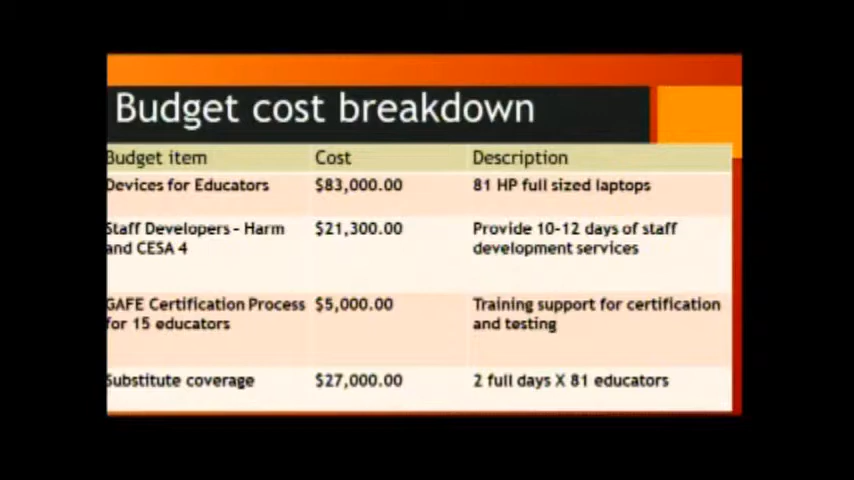 Budget cost breakdown
Budget item Cost Description
Devices for Educators $83,000.00 81 HP full sized laptops
Staff Developers - Harm $21,300.00 Provide 10-12 days of staff
and CESA 4 development services
GAFE Certification Process $5,000.00 Training support for certification
for 15 educators and testing
Substitute coverage $27,000.00 2 full days X 81 educators